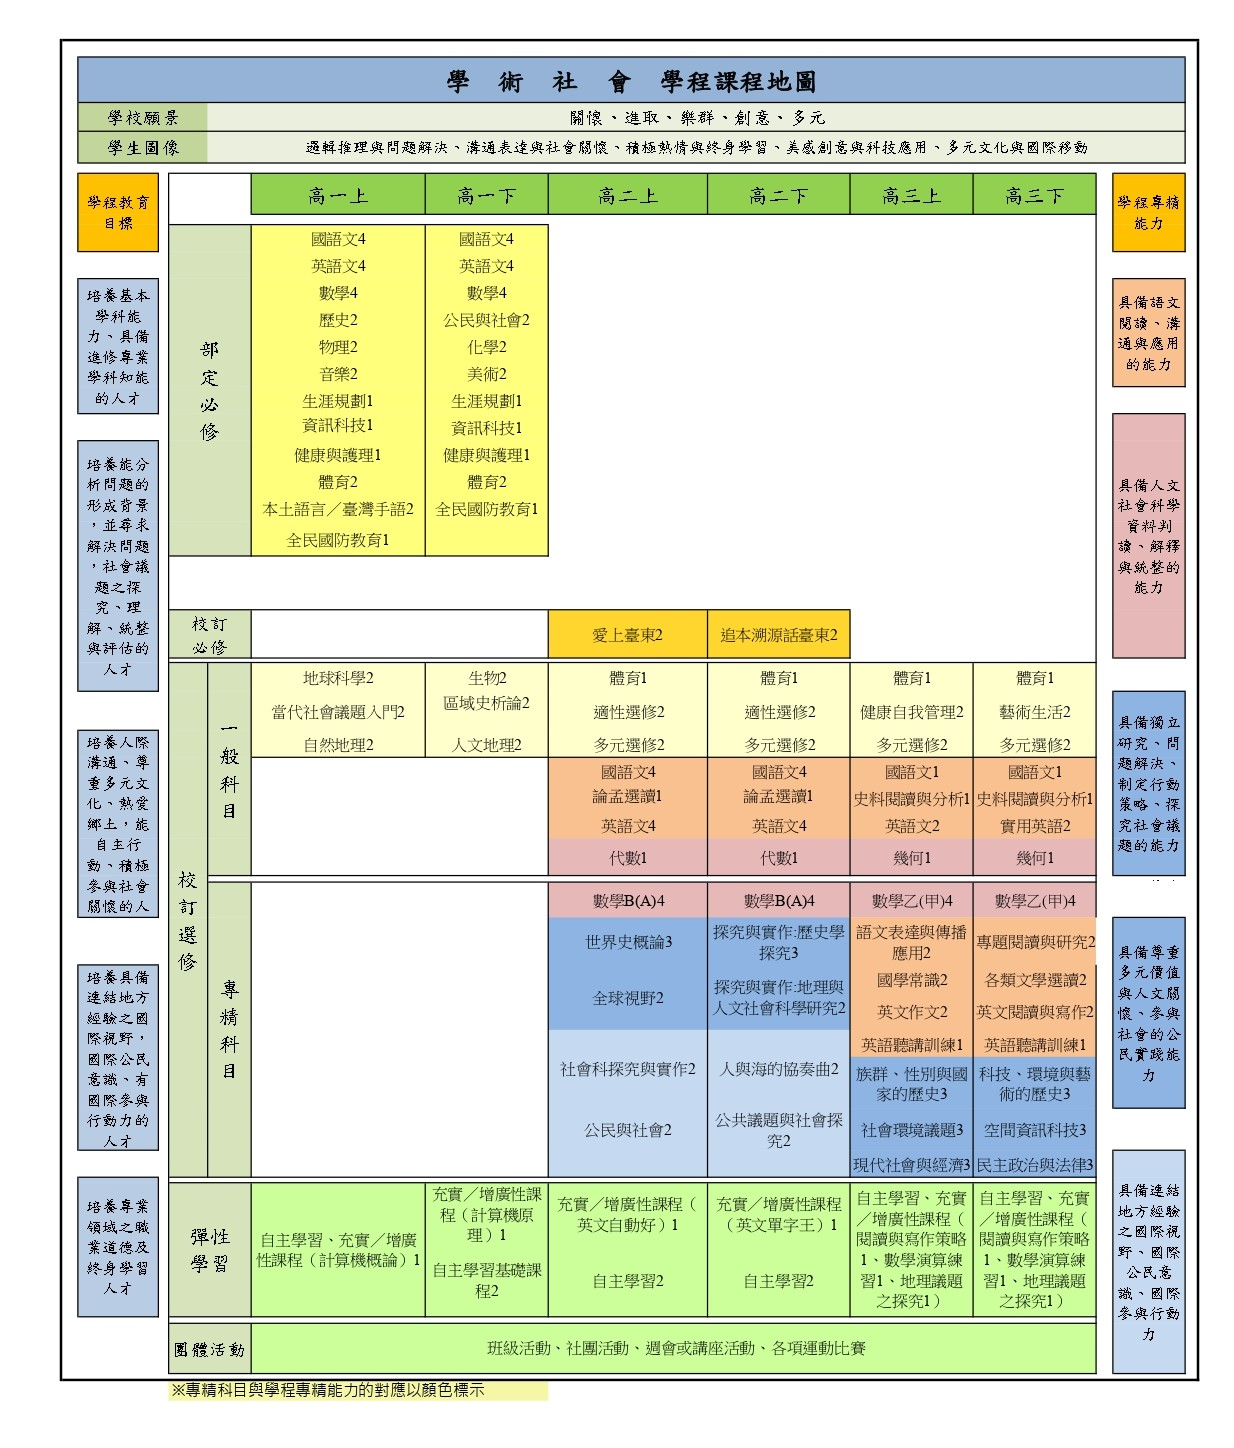 學 術 社 會 學程課程地圖
學校願景
關懷、進取、樂群、創意、多元
學生圖像
邏輯推理與問題解決、溝通表達與社會關懷、積極熱情與終身學習、美感創意與科技應用、多元文化與國際移動
學程教育
目標
培養基本
學科能
力、具備
進修專業
學科知能
的人才
培養能分
析問題的
形成背景
，並尋求
解決問題
，社會議
題之探
究、理
解、統整
與評估的
人才
培養人際
溝通、尊
重多元文
化、熱愛
鄉土，能
自主行
動、積極
參與社會
關懷的人
培養具備
連結地方
經驗之國
際視野，
國際公民
意識、有
國際參與
行動力的
人才
培養專業
領域之職
業道德及
終身學習
人才
高一上
高一下
高二上
高二下
高三上
高三下
部
定
必
修
國語文4
英語文4
數學4
歷史2
物理2
音樂2
生涯規劃1
資訊科技1
健康與護理1
體育2
本土語言／臺灣手語2
全民國防教育1
國語文4
英語文4
數學4
公民與社會2
化學2
美術2
生涯規劃1
資訊科技1
健康與護理1
體育2
全民國防教育1
校訂
必修
愛上臺東2
追本溯源話臺東2
校
訂
選
修
一
般
科
目
地球科學2
當代社會議題入門2
自然地理2
生物2
區域史析論2
人文地理2
體育1
適性選修2
多元選修2
體育1
適性選修2
多元選修2
體育1
健康自我管理2
多元選修2
體育1
藝術生活2
多元選修2
國語文4
論孟選讀1
英語文4
代數1
國語文4
論孟選讀1
英語文4
代數1
國語文1
史料閱讀與分析1
英語文2
幾何1
國語文1
史料閱讀與分析1
實用英語2
幾何1
專
精
科
目
數學B(A)4
世界史概論3
全球視野2
社會科探究與實作2
公民與社會2
數學B(A)4
探究與實作:歷史學
探究3
探究與實作:地理與
人文社會科學研究2
人與海的協奏曲2
公共議題與社會探
究2
數學乙(甲)4
語文表達與傳播
應用2
國學常識2
英文作文2
英語聽講訓練1
族群、性別與國
家的歷史3
社會環境議題3
現代社會與經濟3
數學乙(甲)4
專題閱讀與研究2
各類文學選讀2
英文閱讀與寫作2
英語聽講訓練1
科技、環境與藝
術的歷史3
空間資訊科技3
民主政治與法律3
彈性
學習
自主學習、充實／增廣
性課程（計算機概論）1
充實／增廣性課
程（計算機原
理）1
自主學習基礎課
程2
充實／增廣性課程（
英文自動好）1
自主學習2
充實／增廣性課程
（英文單字王）1
自主學習2
自主學習、充實
／增廣性課程（
閱讀與寫作策略
1、數學演算練
習1、地理議題
之探究1）
自主學習、充實
／增廣性課程（
閱讀與寫作策略
1、數學演算練
習1、地理議題
之探究1）
團體活動
班級活動、社團活動、週會或講座活動、各項運動比賽
學程專精
能力
具備語文
閱讀、溝
通與應用
的能力
具備人文
社會科學
資料判
讀、解釋
與統整的
能力
具備獨立
研究、問
題解決、
制定行動
策略、探
究社會議
題的能力
具備尊重
多元價值
與人文關
懷、參與
社會的公
民實踐能
力
具備連結
地方經驗
之國際視
野、國際
公民意
識、國際
參與行動
力
※專精科目與學程專精能力的對應以顏色標示